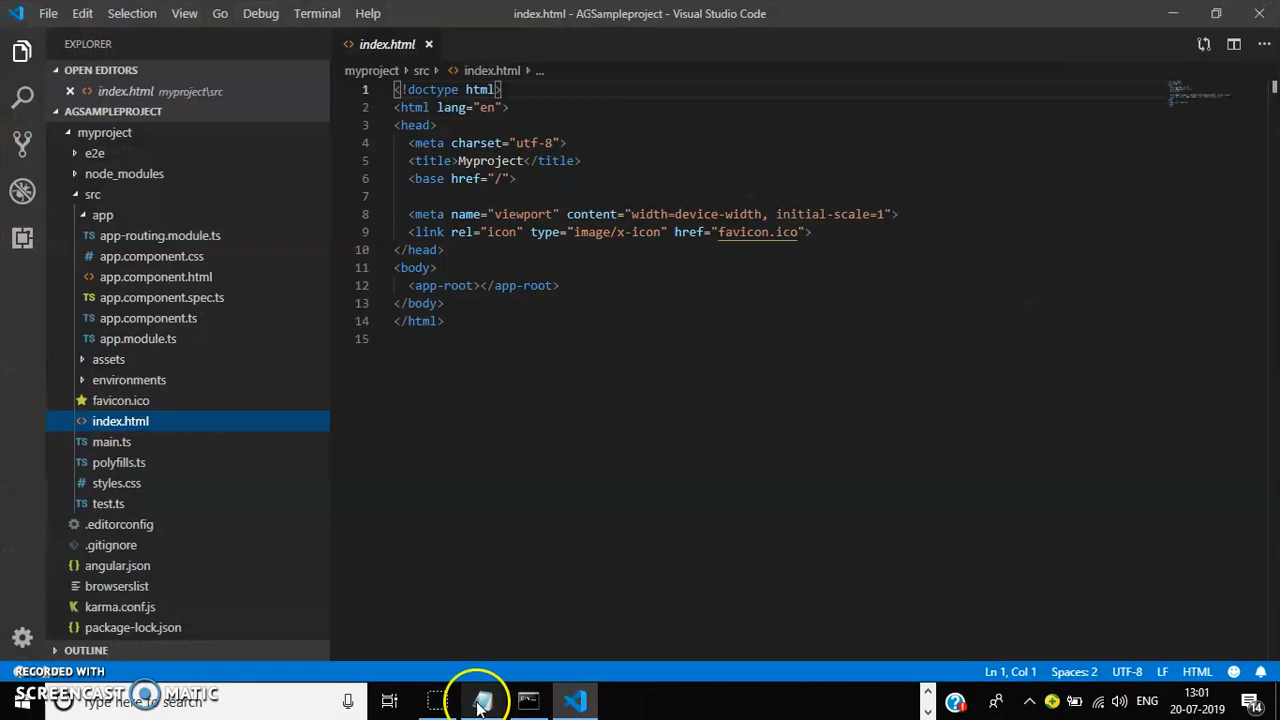 File Edit Selection View Go Debug Terminal Help
index.html - AGSampleproject - Visual Studio Code
EXPLORER
OPEN EDITORS
index.html myproject\src
AGSAMPLEPROJECT
myproject
e2e
node_modules
src
app
app-routing.module.ts
app.component.css
app.component.html
app.component.spec.ts
app.component.ts
app.module.ts
assets
environments
favicon.ico
index.html
main.ts
polyfills.ts
styles.css
test.ts
.editorconfig
.gitignore
angular.json
browserslist
karma.conf.js
package-lock.json
OUTLINE
index.html
myproject › src › index.html › ...
1 <!doctype html>
2 <html lang="en">
3 <head>
4 <meta charset="utf-8">
5 <title>Myproject</title>
6 <base href="/">
7
8 <meta name="viewport" content="width=device-width, initial-scale=1">
9 <link rel="icon" type="image/x-icon" href="favicon.ico">
10 </head>
11 <body>
12 <app-root></app-root>
13 </body>
14 </html>
15
RECORDED WITH
SCREENCAST MATIC
Ln 1, Col 1 Spaces: 2 UTF-8 LF HTML
Type here to search
ENG
13:01
20-07-2019
14